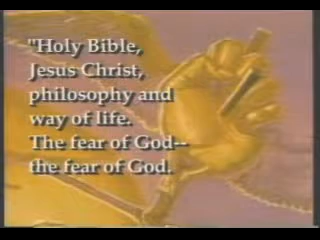 "Holy Bible,
Jesus Christ,
philosophy and
way of life.
The fear of God--
the fear of God.